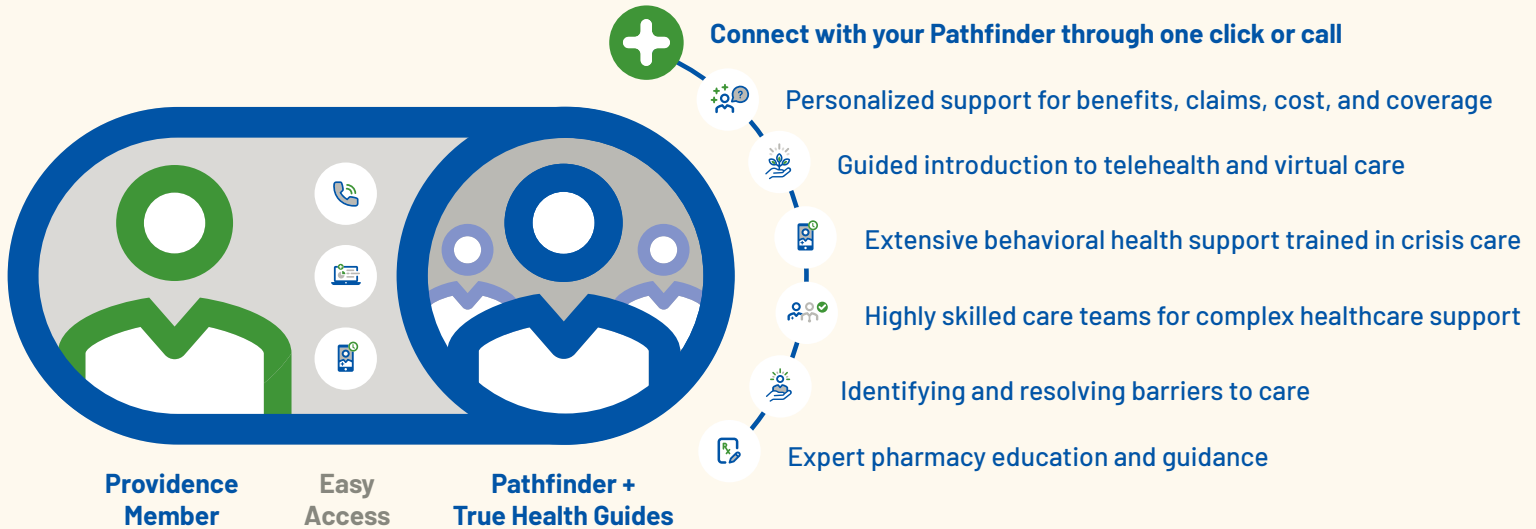 Connect with your Pathfinder through one click or call
Personalized support for benefits, claims, cost, and coverage
Guided introduction to telehealth and virtual care
Extensive behavioral health support trained in crisis care
Highly skilled care teams for complex healthcare support
Identifying and resolving barriers to care
Expert pharmacy education and guidance
Providence
Member
Easy
Access
Pathfinder +
True Health Guides